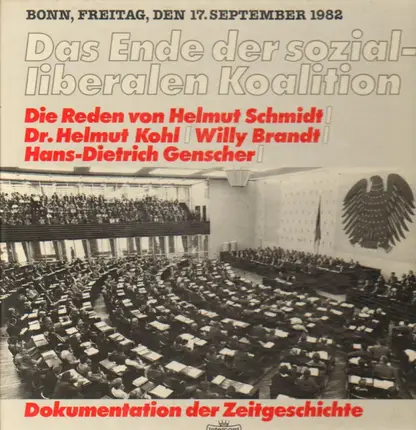 BONN, FREITAG, DEN 17. SEPTEMBER 1982
Das Ende der sozial-
liberalen Koalition
Die Reden von Helmut Schmidt/
Dr. Helmut Kohl/Willy Brandt/
Hans-Dietrich Genscher/
Dokumentation der Zeitgeschichte
Intercord